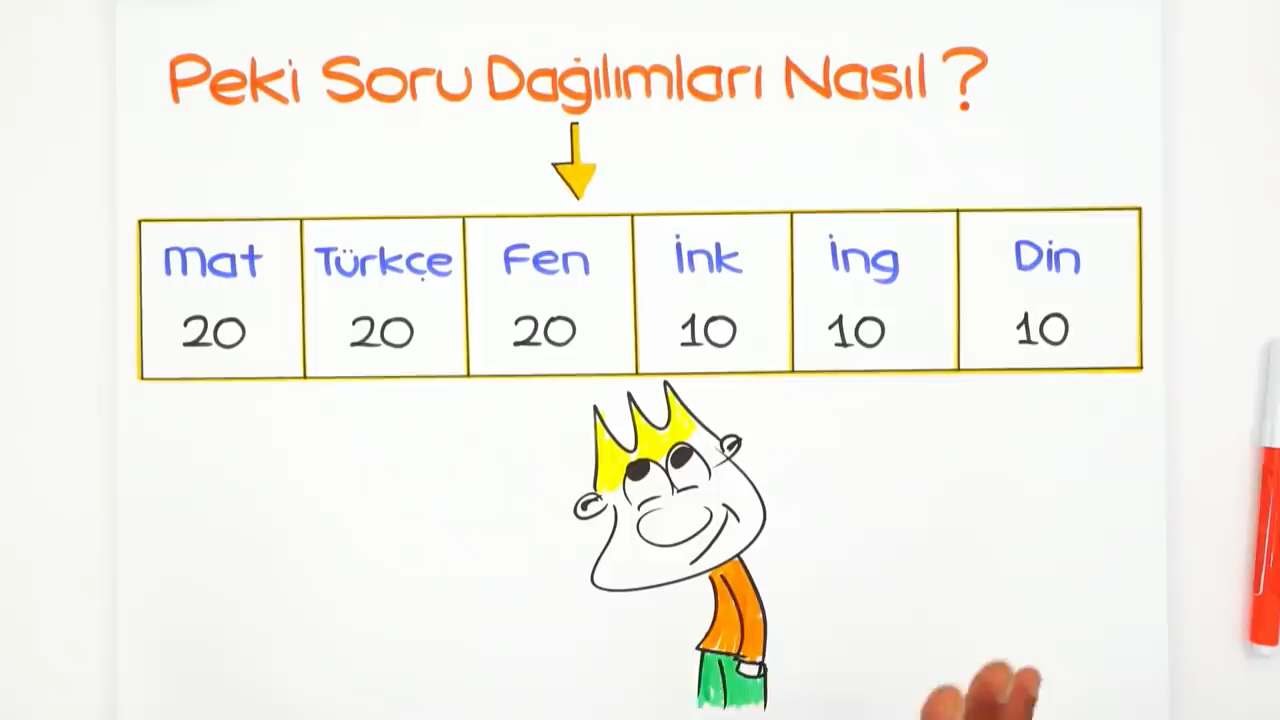 Peki Soru Dağılımları Nasıl ?
Mat Türkçe Fen İnk İng Din
20 20 20 10 10 10